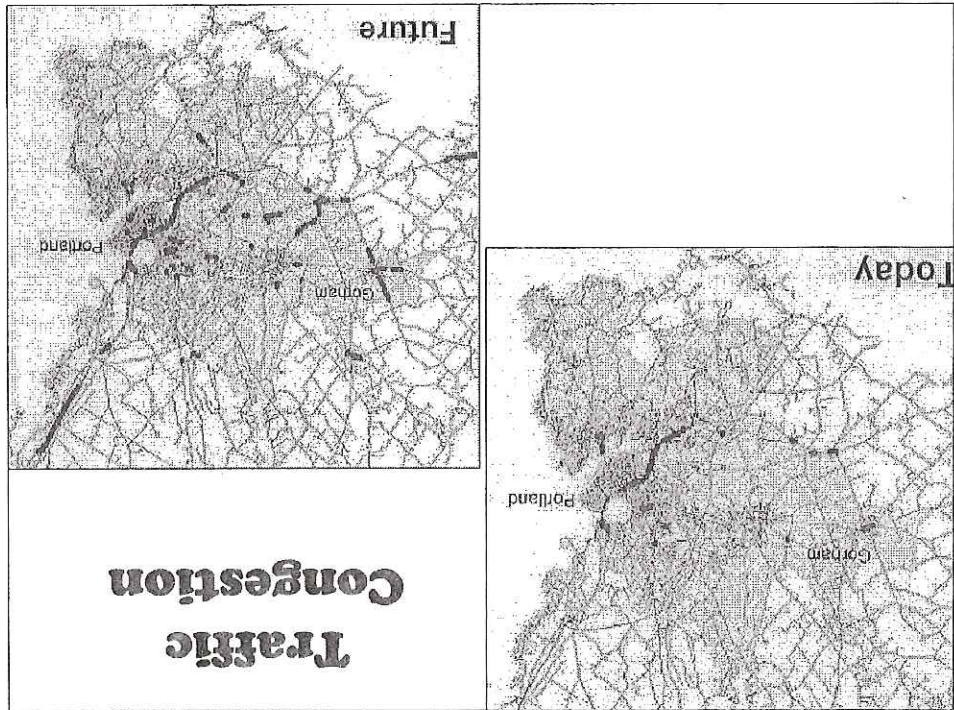 Traffic
Congestion
Today
Gorham
Portland
Gorham
Portland
Future